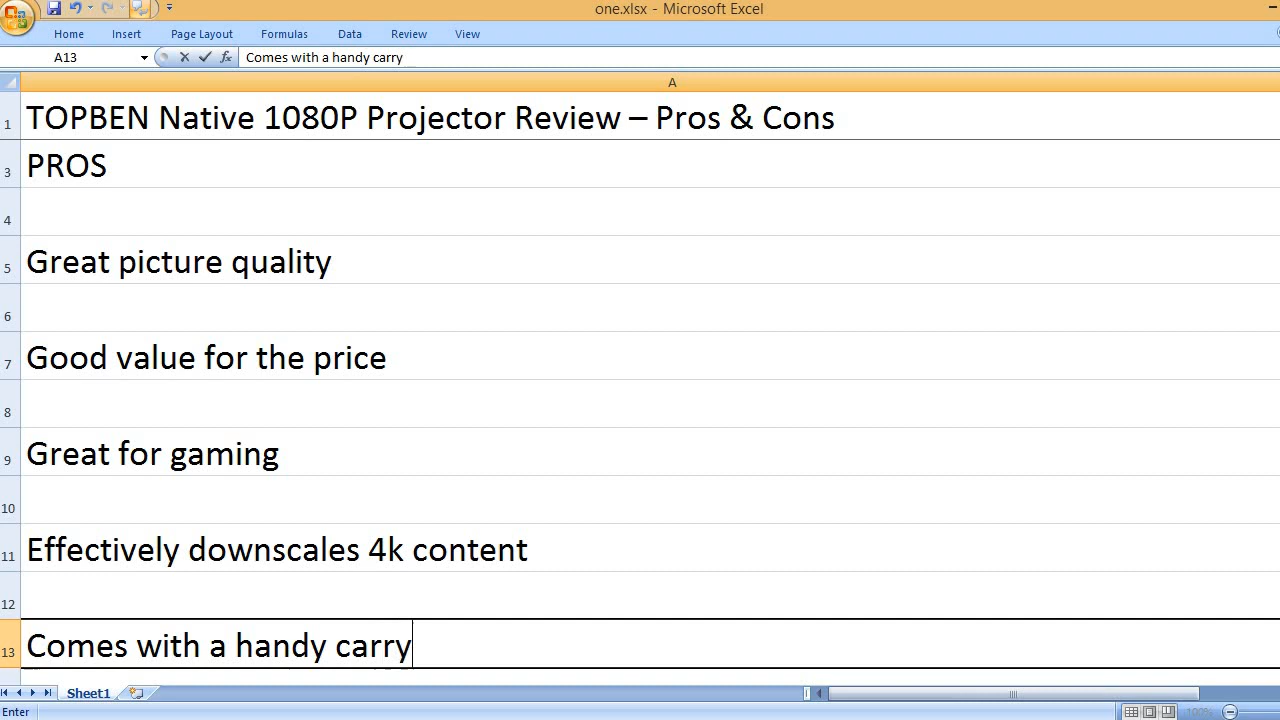 one.xlsx - Microsoft Excel
Home Insert Page Layout Formulas Data Review View
A13 fx Comes with a handy carry
A
1 TOPBEN Native 1080P Projector Review – Pros & Cons
3 PROS
4
5 Great picture quality
6
7 Good value for the price
8
9 Great for gaming
10
11 Effectively downscales 4k content
12
13 Comes with a handy carry
Sheet1
Enter 100%